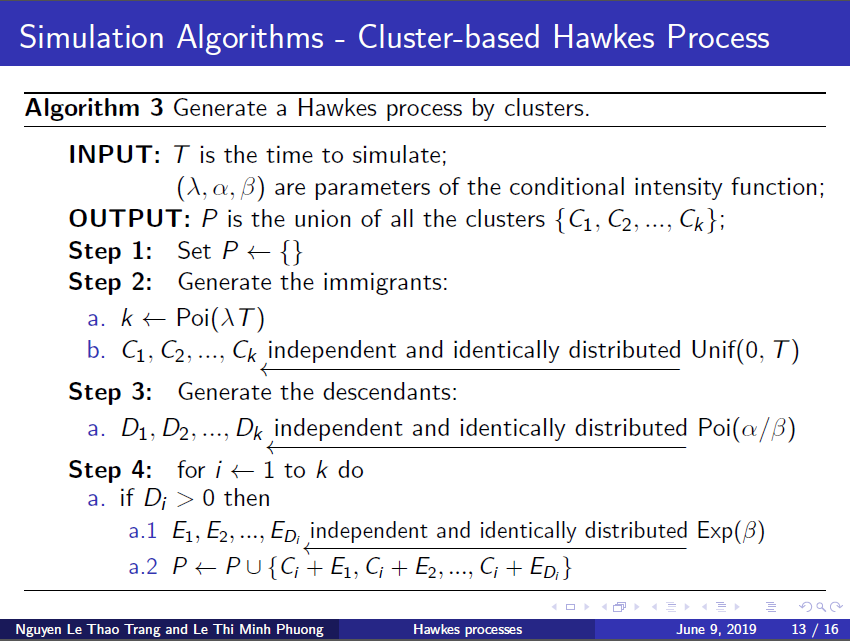 Simulation Algorithms - Cluster-based Hawkes Process
Algorithm 3 Generate a Hawkes process by clusters.
INPUT: T is the time to simulate;
(λ, α, β) are parameters of the conditional intensity function;
OUTPUT: P is the union of all the clusters {C₁, C₂, ..., Cₖ};
Step 1: Set P ← {}
Step 2: Generate the immigrants:
a. k ← Poi(λT)
b. C₁, C₂, ..., Cₖ independent and identically distributed Unif(0, T)
Step 3: Generate the descendants:
a. D₁, D₂, ..., Dₖ independent and identically distributed Poi(α/β)
Step 4: for i ← 1 to k do
a. if Dᵢ > 0 then
a.1 E₁, E₂, ..., E_{Dᵢ} independent and identically distributed Exp(β)
a.2 P ← P ∪ {Cᵢ + E₁, Cᵢ + E₂, ..., Cᵢ + E_{Dᵢ}}
Nguyen Le Thao Trang and Le Thi Minh Phuong Hawkes processes June 9, 2019 13 / 16